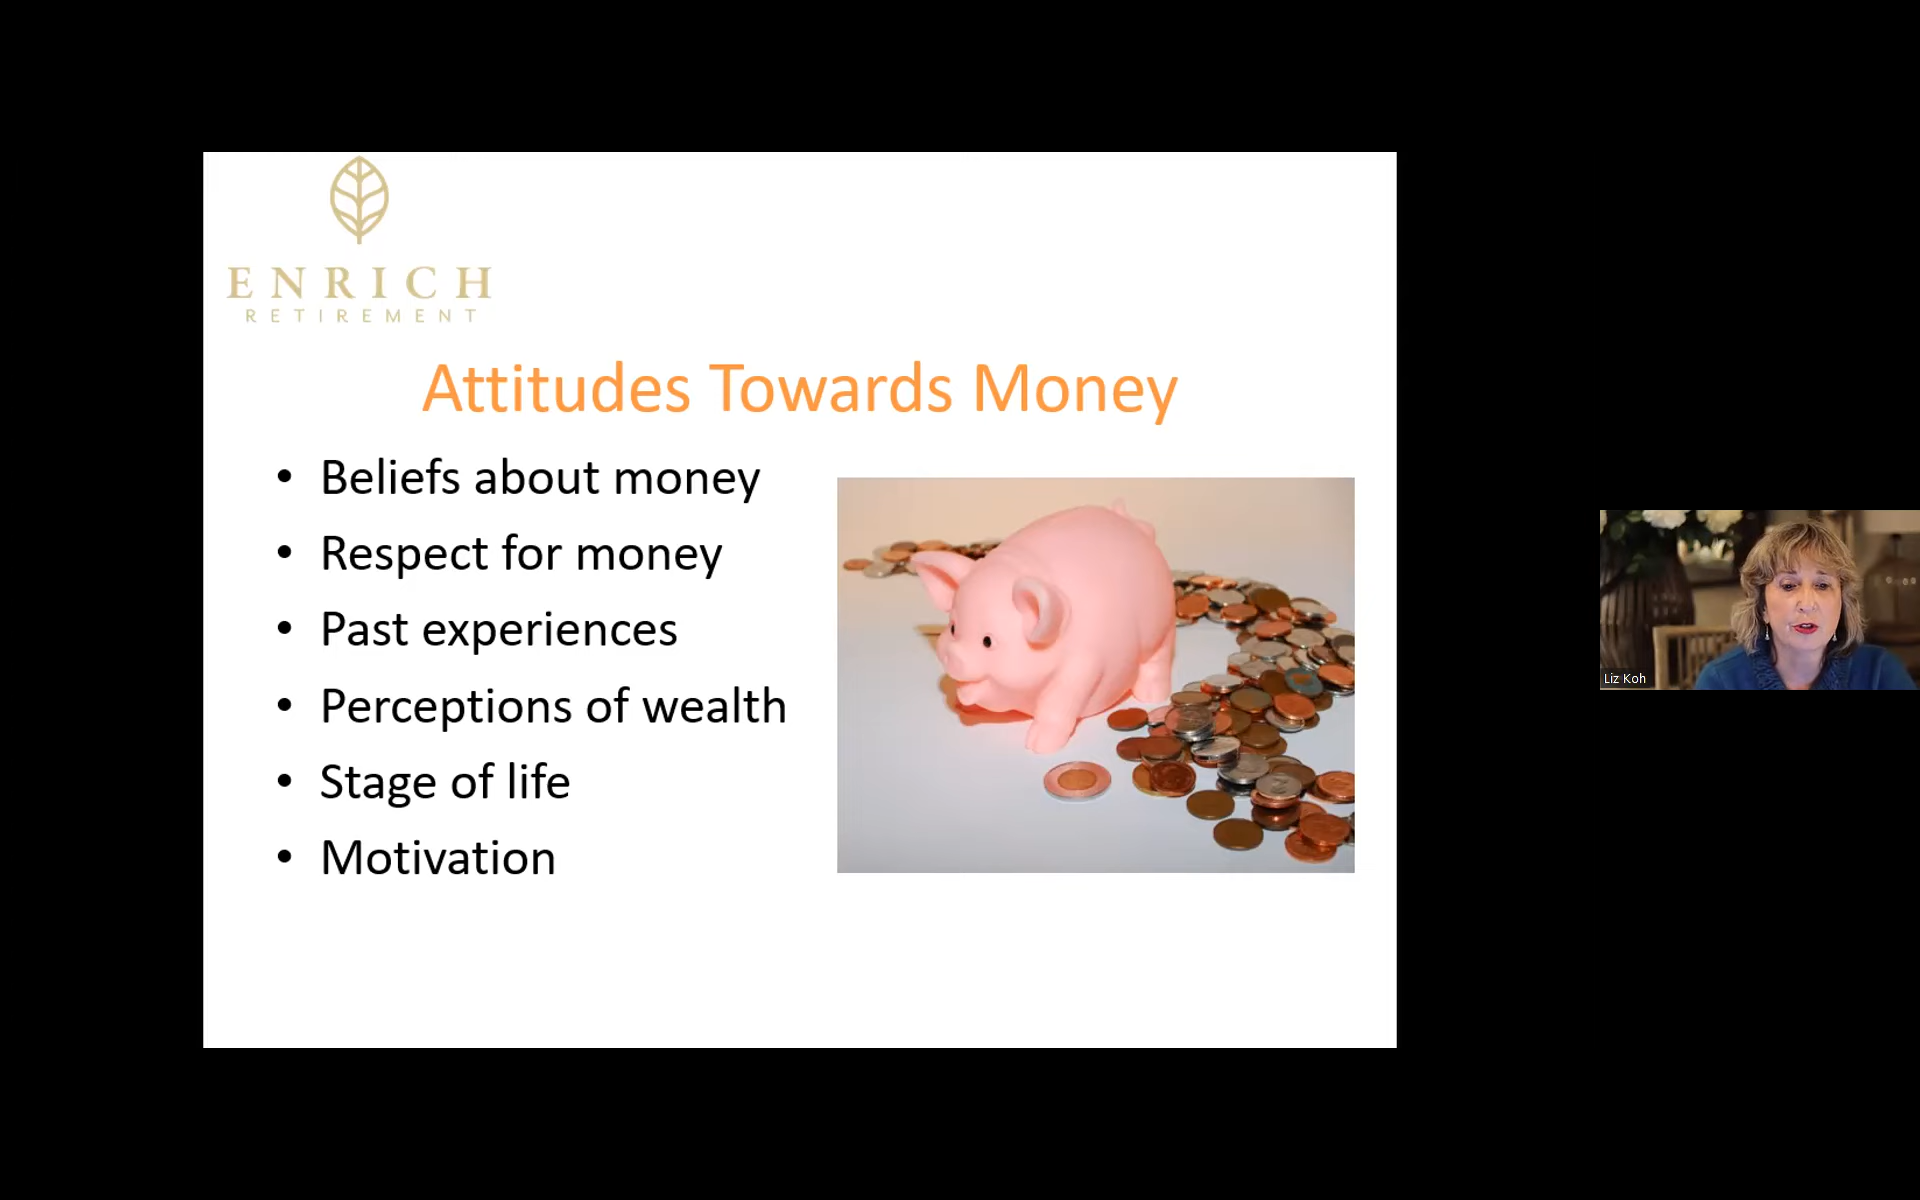 ENRICH
RETIREMENT
Attitudes Towards Money
• Beliefs about money
• Respect for money
• Past experiences
• Perceptions of wealth
• Stage of life
• Motivation
Liz Koh